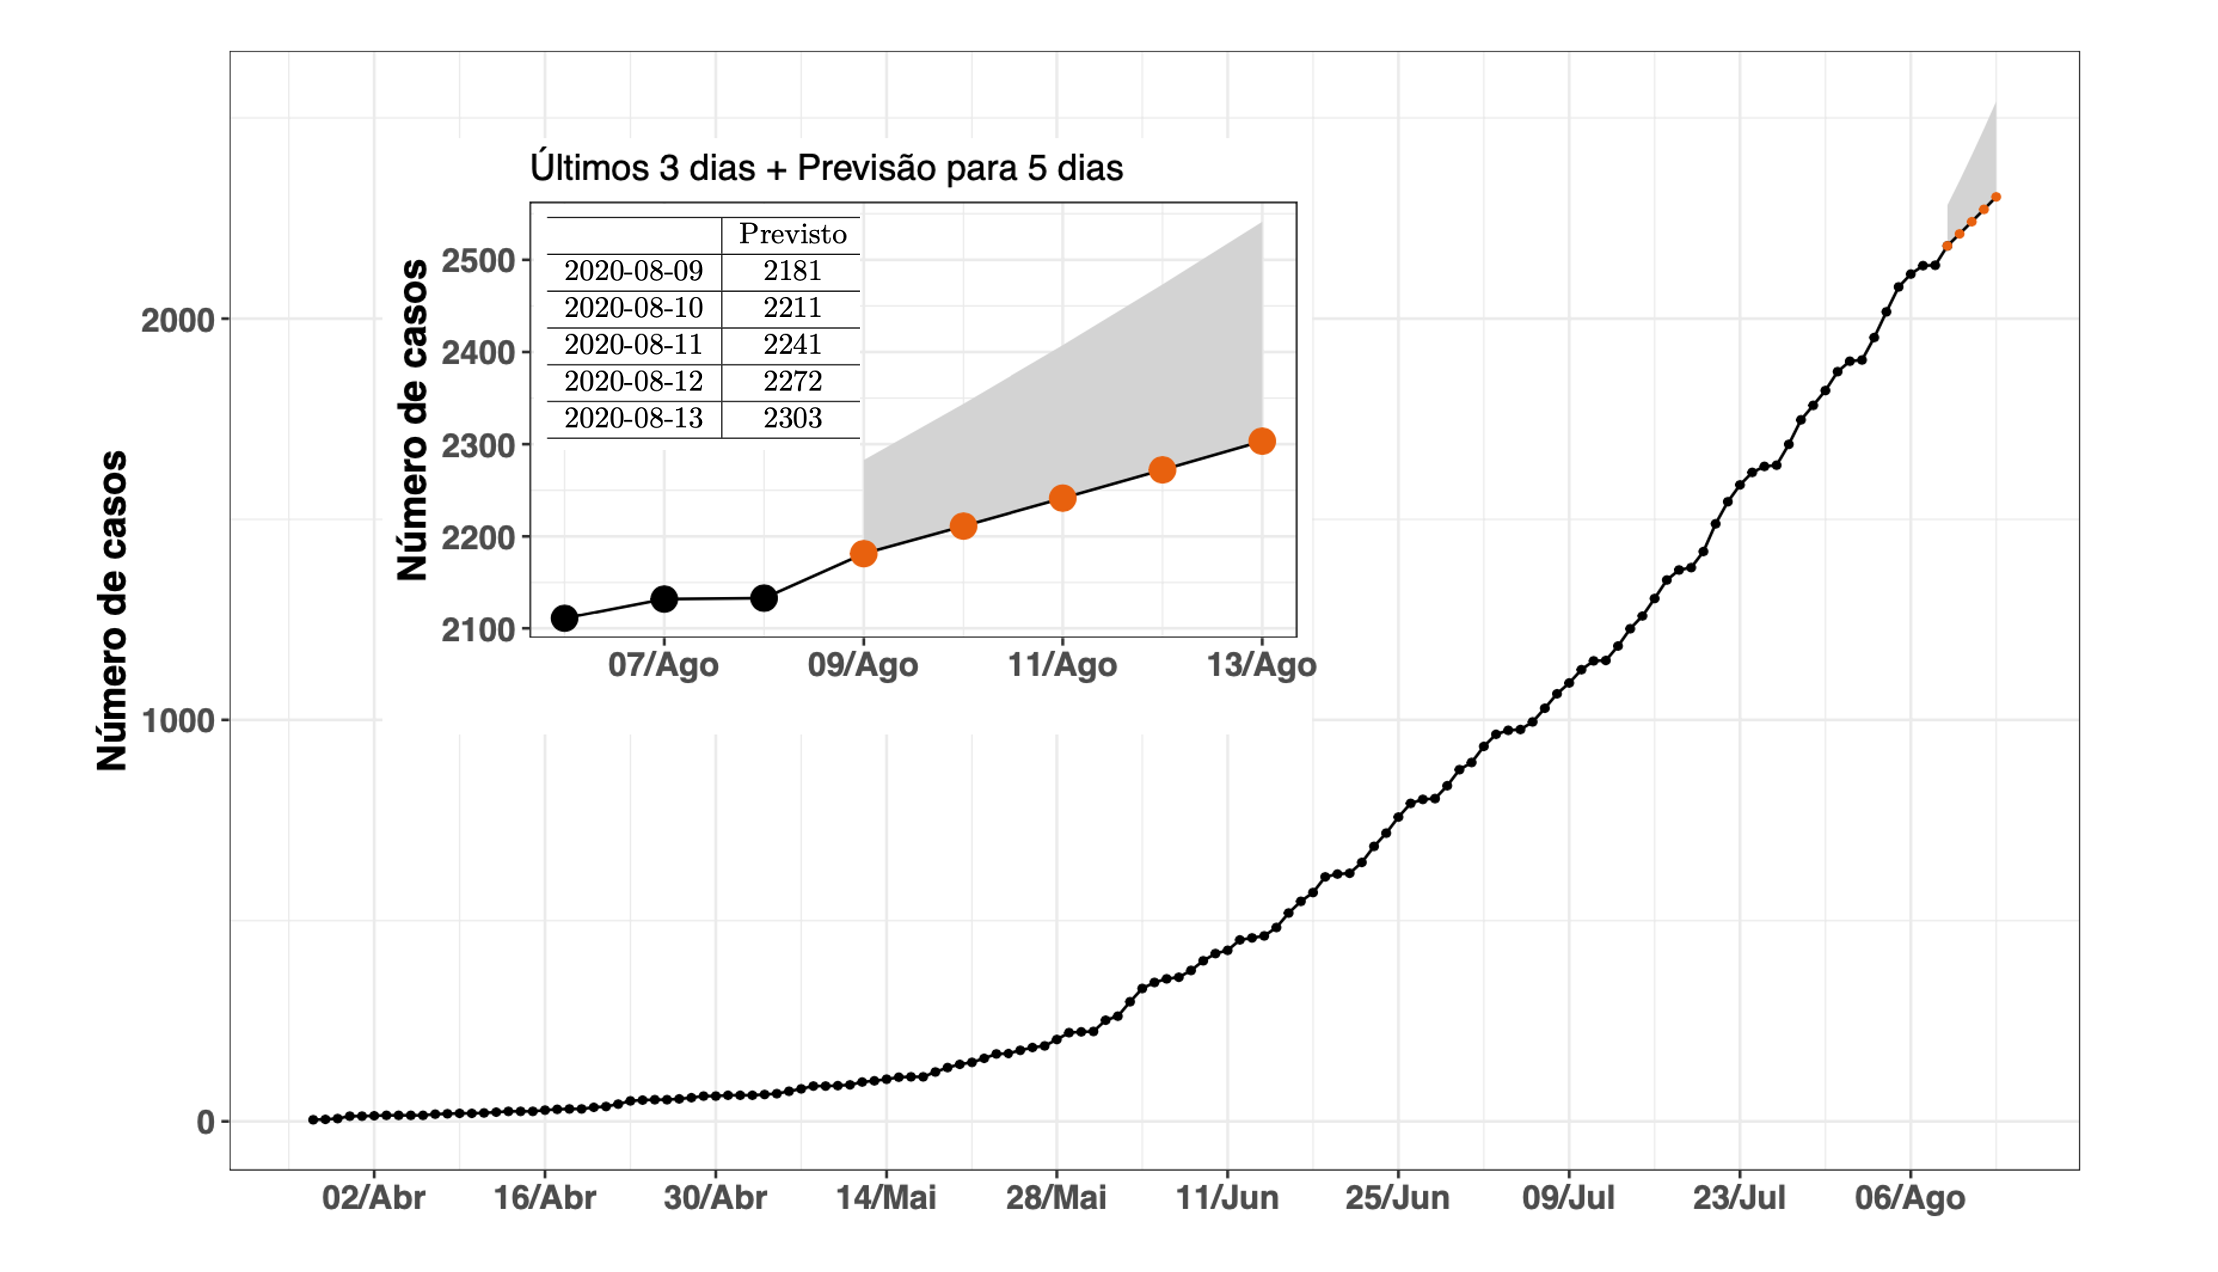 Últimos 3 dias + Previsão para 5 dias
Previsto
2020-08-09 2181
2020-08-10 2211
2020-08-11 2241
2020-08-12 2272
2020-08-13 2303
Número de casos
2500
2400
2300
2200
2100
07/Ago 09/Ago 11/Ago 13/Ago
Número de casos
2000
1000
0
02/Abr 16/Abr 30/Abr 14/Mai 28/Mai 11/Jun 25/Jun 09/Jul 23/Jul 06/Ago